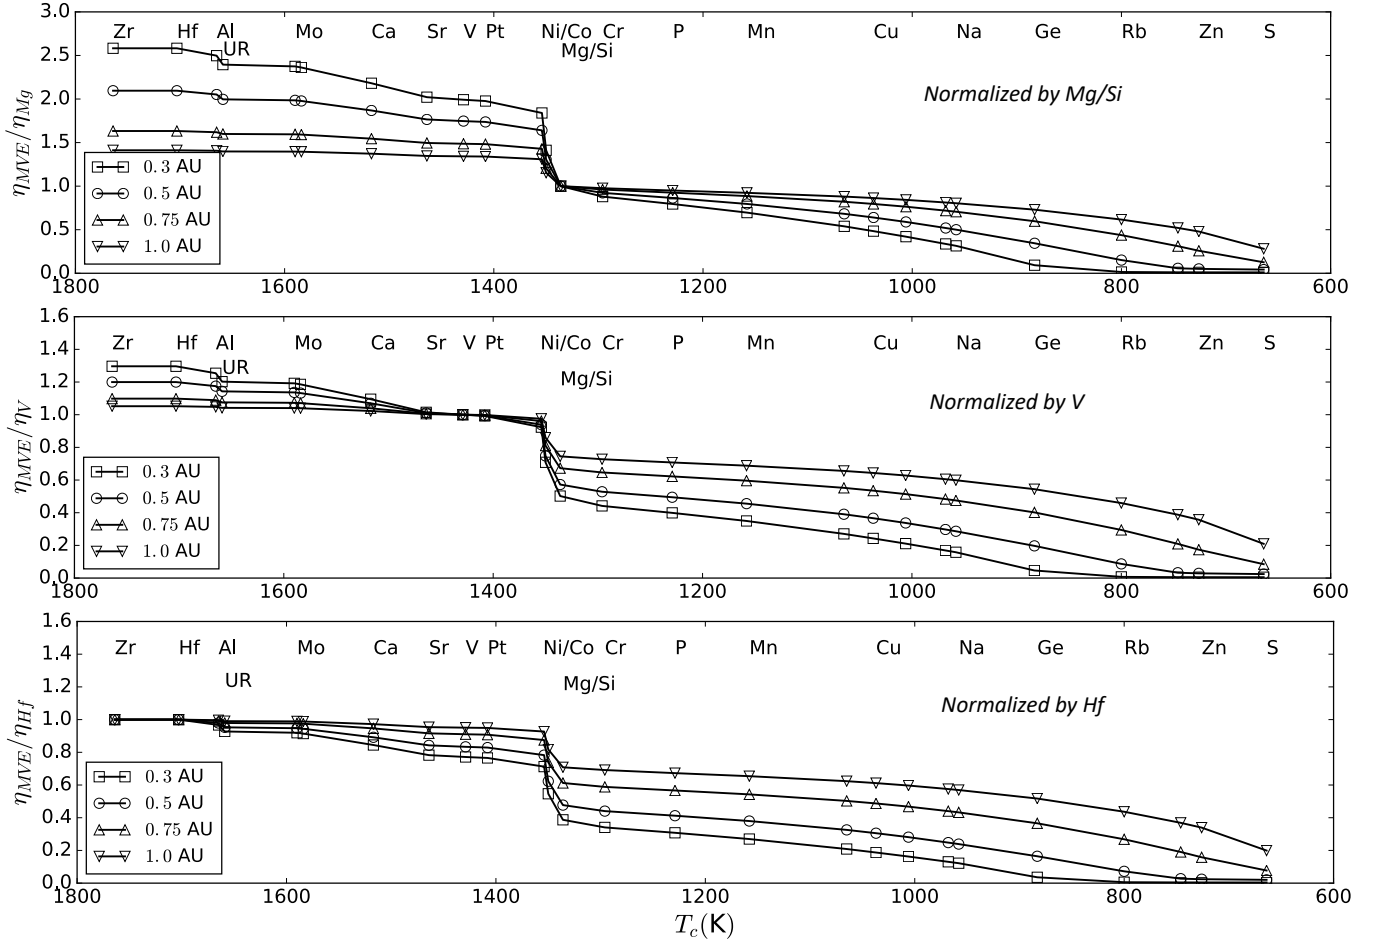 3.0
2.5
2.0
1.5
1.0
0.5
0.0
η_MVE/η_Mg
Zr Hf Al Mo Ca Sr V Pt Ni/Co Cr P Mn Cu Na Ge Rb Zn S
UR Mg/Si
Normalized by Mg/Si
0.3 AU
0.5 AU
0.75 AU
1.0 AU
1800 1600 1400 1200 1000 800 600
1.6
1.4
1.2
1.0
0.8
0.6
0.4
0.2
0.0
η_MVE/η_V
Zr Hf Al Mo Ca Sr V Pt Ni/Co Cr P Mn Cu Na Ge Rb Zn S
UR Mg/Si
Normalized by V
0.3 AU
0.5 AU
0.75 AU
1.0 AU
1800 1600 1400 1200 1000 800 600
1.6
1.4
1.2
1.0
0.8
0.6
0.4
0.2
0.0
η_MVE/η_Hf
Zr Hf Al Mo Ca Sr V Pt Ni/Co Cr P Mn Cu Na Ge Rb Zn S
UR Mg/Si
Normalized by Hf
0.3 AU
0.5 AU
0.75 AU
1.0 AU
1800 1600 1400 1200 1000 800 600
T_c(K)